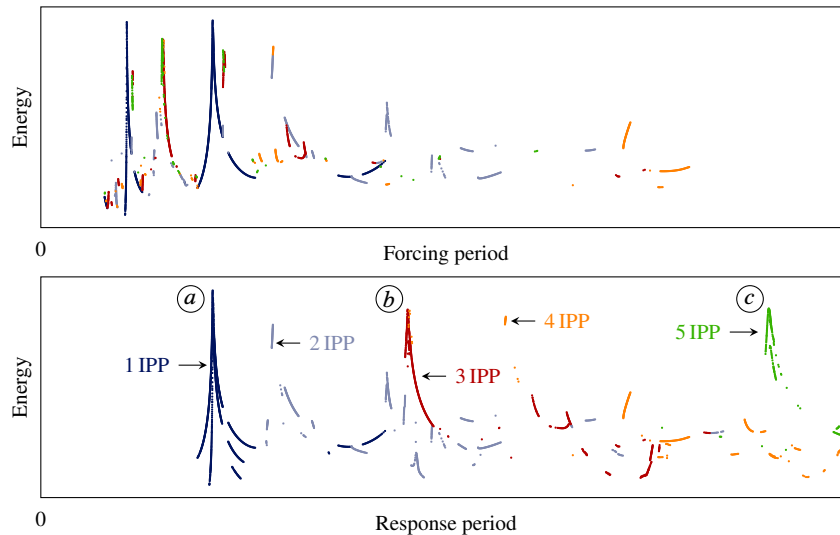 Energy
0
Forcing period
a b c
1 IPP
2 IPP
3 IPP
4 IPP
5 IPP
Energy
0
Response period